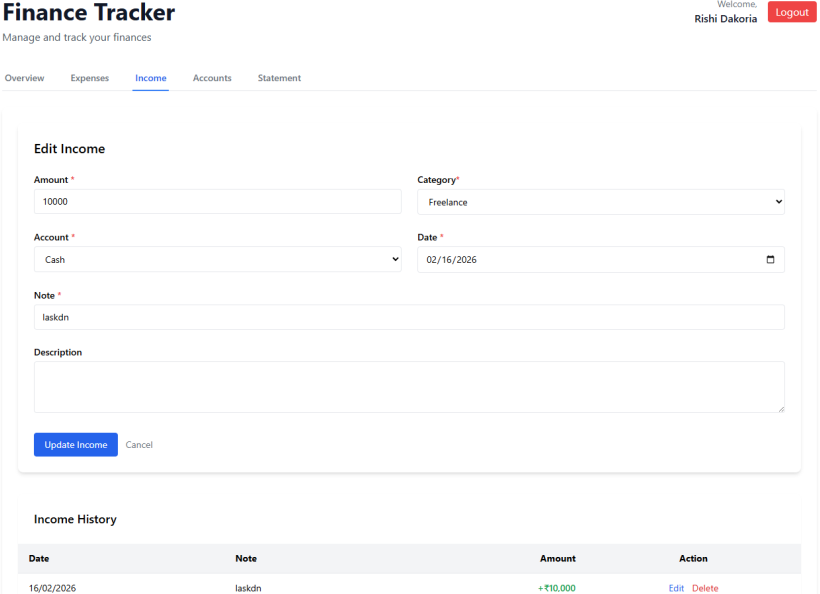 Finance Tracker
Welcome,
Rishi Dakoria
Logout
Manage and track your finances
Overview Expenses Income Accounts Statement
Edit Income
Amount * Category*
10000 Freelance
Account * Date *
Cash 02/16/2026
Note *
laskdn
Description
Update Income Cancel
Income History
Date Note Amount Action
16/02/2026 laskdn +₹10,000 Edit Delete